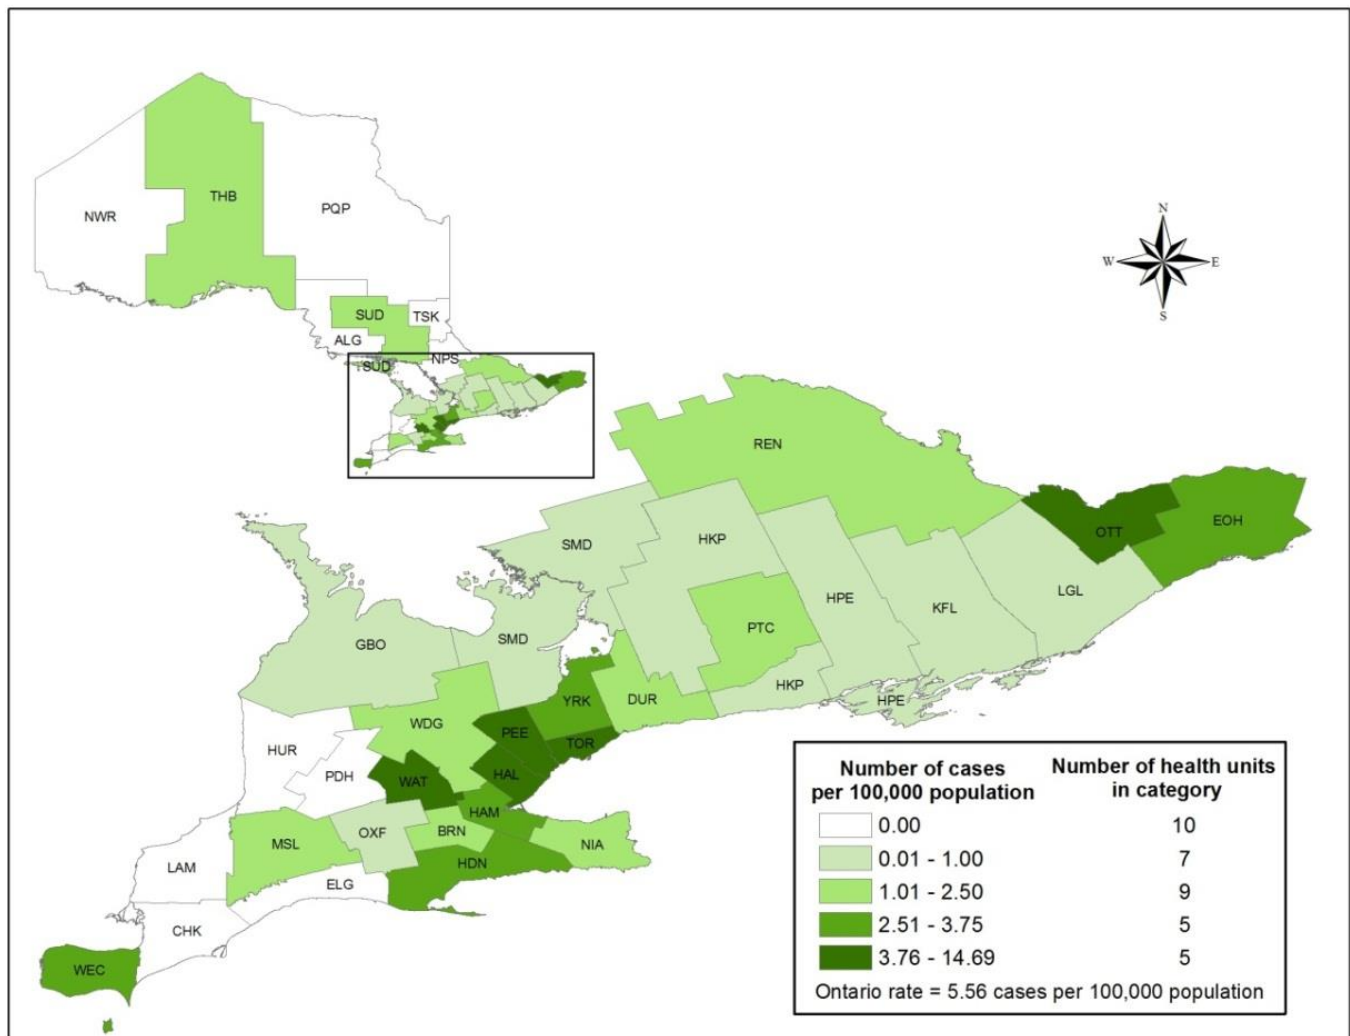 N
W
E
S
THB
NWR
PQP
SUD
TSK
ALG
NPS
SUD
REN
OTT
EOH
SMD
HKP
HPE
KFL
LGL
GBO
SMD
PTC
HKP
HPE
YRK
DUR
WDG
PEE
TOR
HUR
PDH
WAT
HAL
HAM
OXF
BRN
MSL
NIA
HDN
LAM
ELG
CHK
WEC
Number of cases per 100,000 population
Number of health units in category
0.00 10
0.01 - 1.00 7
1.01 - 2.50 9
2.51 - 3.75 5
3.76 - 14.69 5
Ontario rate = 5.56 cases per 100,000 population